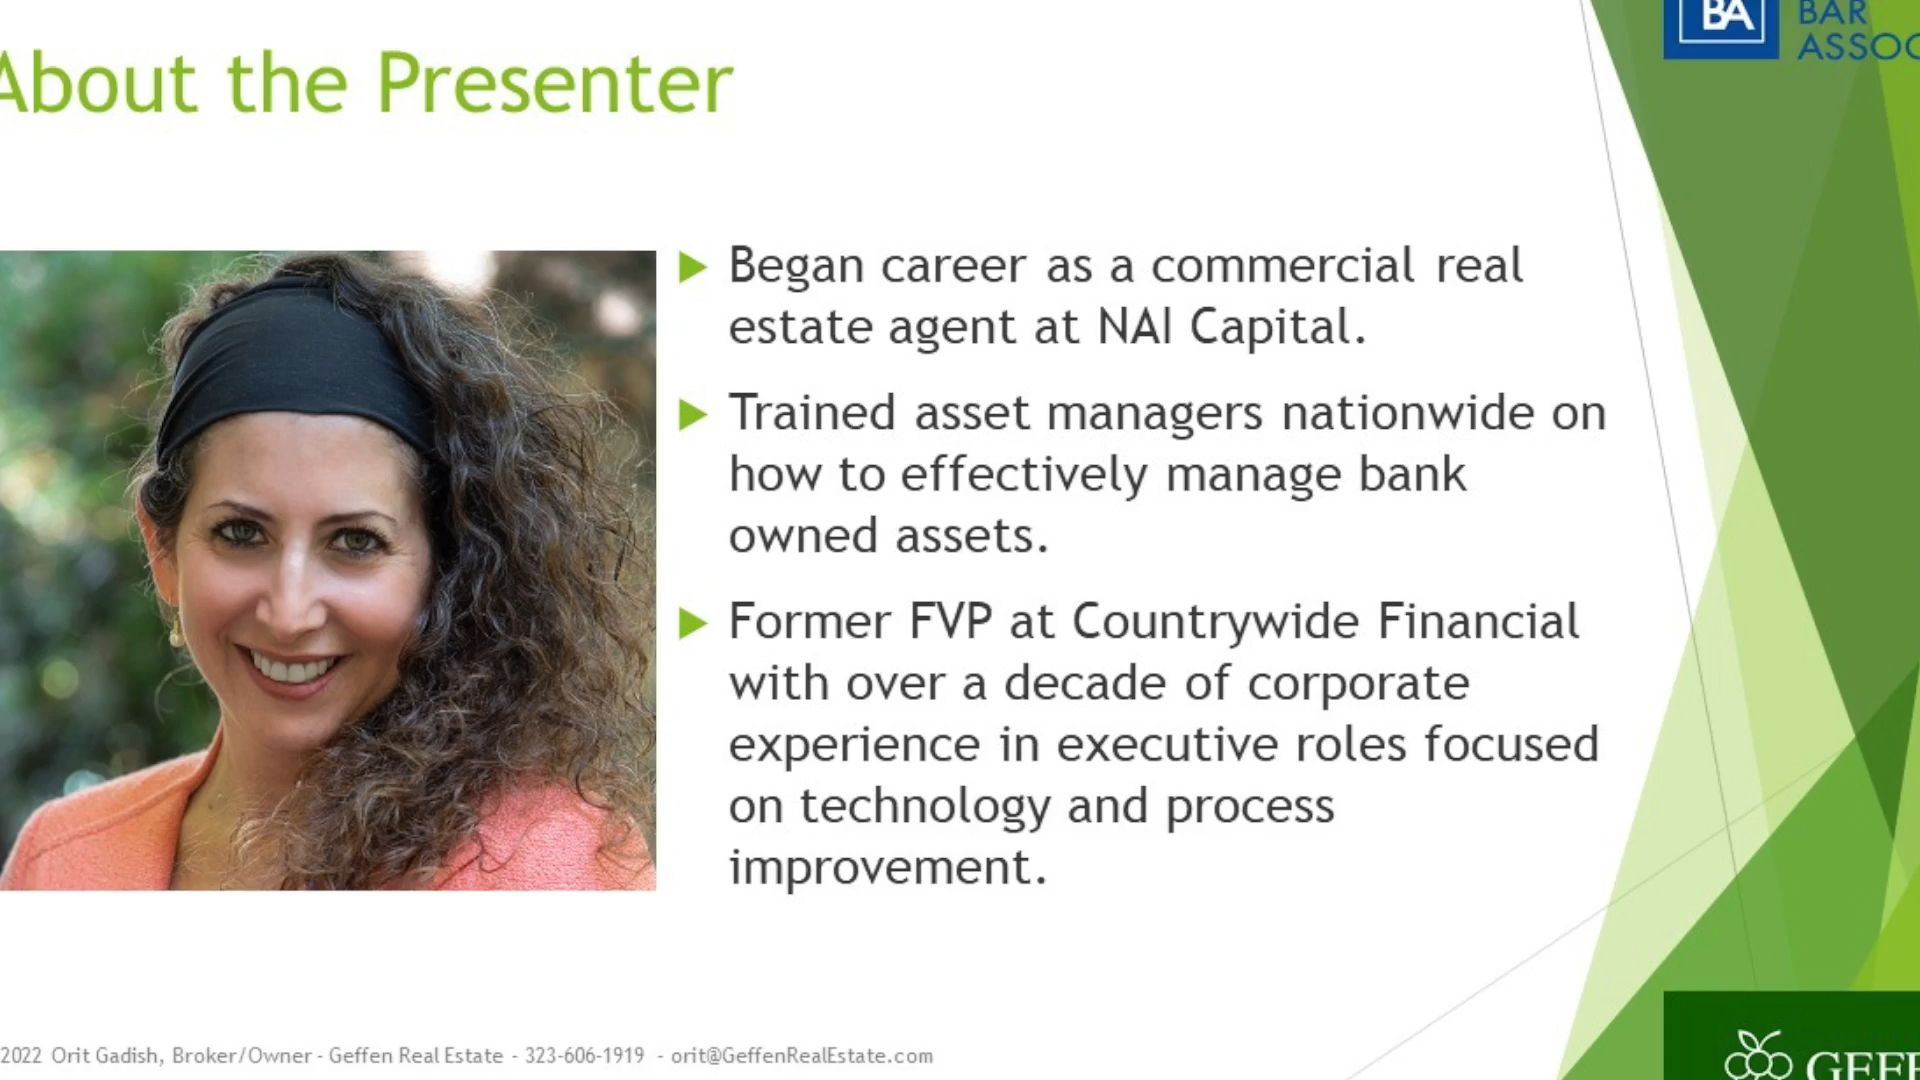 About the Presenter
BA
BAR
ASSOC
Began career as a commercial real
estate agent at NAI Capital.
Trained asset managers nationwide on
how to effectively manage bank
owned assets.
Former FVP at Countrywide Financial
with over a decade of corporate
experience in executive roles focused
on technology and process
improvement.
2022 Orit Gadish, Broker/Owner - Geffen Real Estate - 323-606-1919 - orit@GeffenRealEstate.com
GEFF